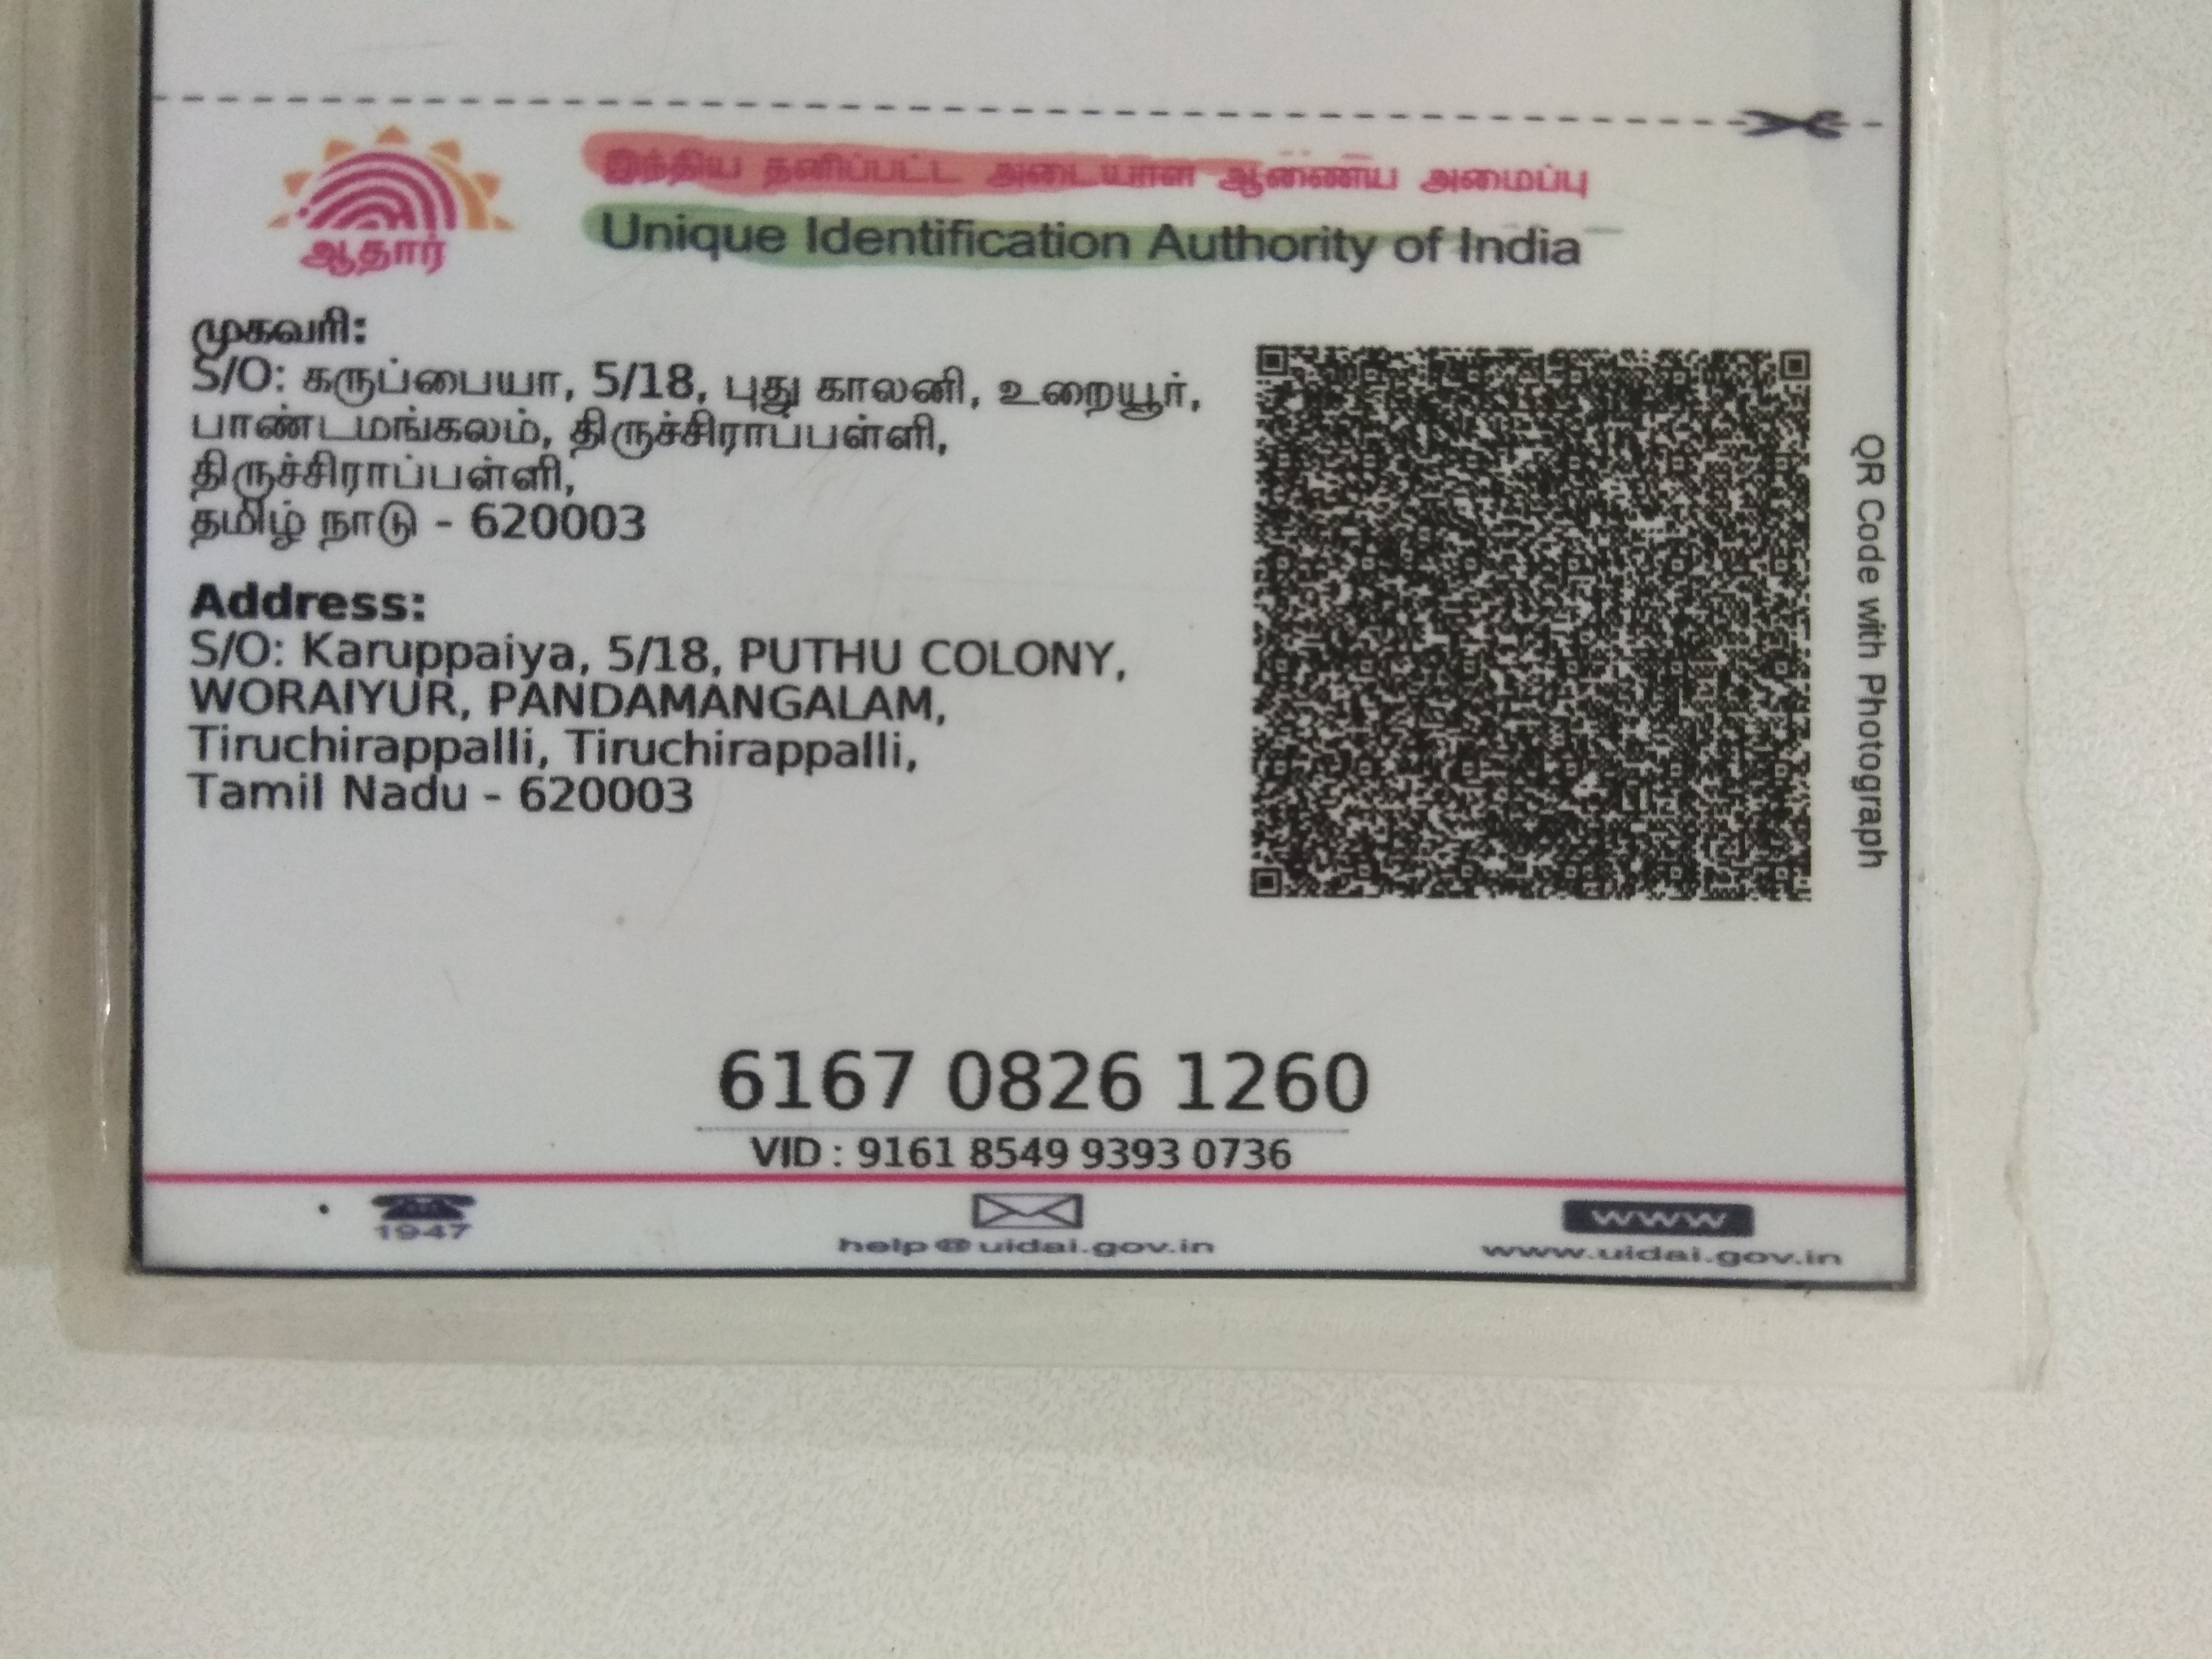 ஆதார்
இந்திய தனிப்பட்ட அடையாள ஆணைய அமைப்பு
Unique Identification Authority of India
முகவரி:
S/O: கருப்பையா, 5/18, புது காலனி, உறையூர்,
பாண்டமங்கலம், திருச்சிராப்பள்ளி,
திருச்சிராப்பள்ளி,
தமிழ் நாடு - 620003
Address:
S/O: Karuppaiya, 5/18, PUTHU COLONY,
WORAIYUR, PANDAMANGALAM,
Tiruchirappalli, Tiruchirappalli,
Tamil Nadu - 620003
QR Code with Photograph
6167 0826 1260
VID : 9161 8549 9393 0736
1947
help@uidai.gov.in
www
www.uidai.gov.in